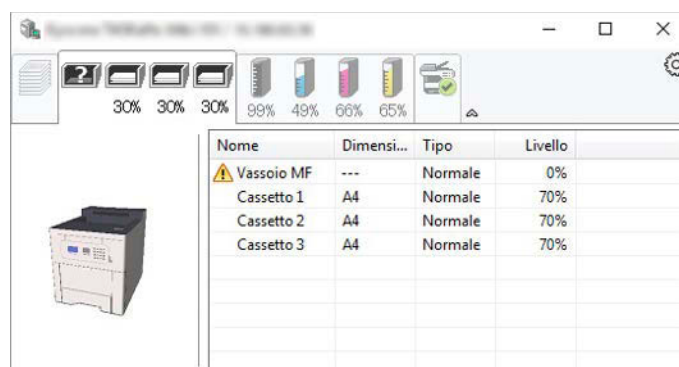 30% 30% 30% 99% 49% 66% 65%
Nome Dimensi... Tipo Livello
Vassoio MF --- Normale 0%
Cassetto 1 A4 Normale 70%
Cassetto 2 A4 Normale 70%
Cassetto 3 A4 Normale 70%